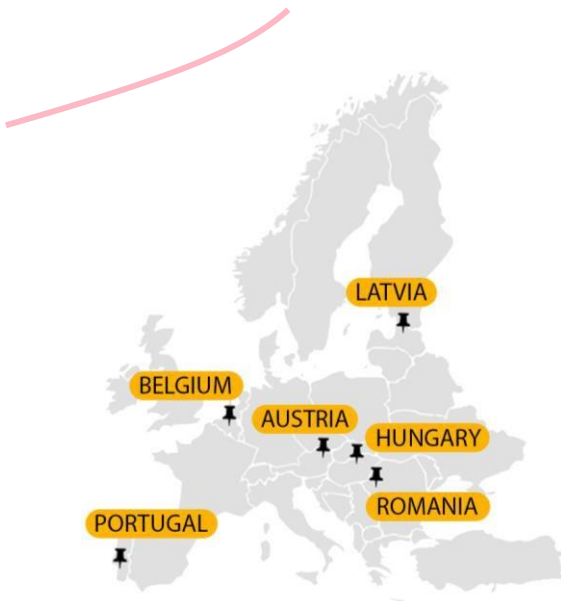 LATVIA
BELGIUM
AUSTRIA
HUNGARY
ROMANIA
PORTUGAL